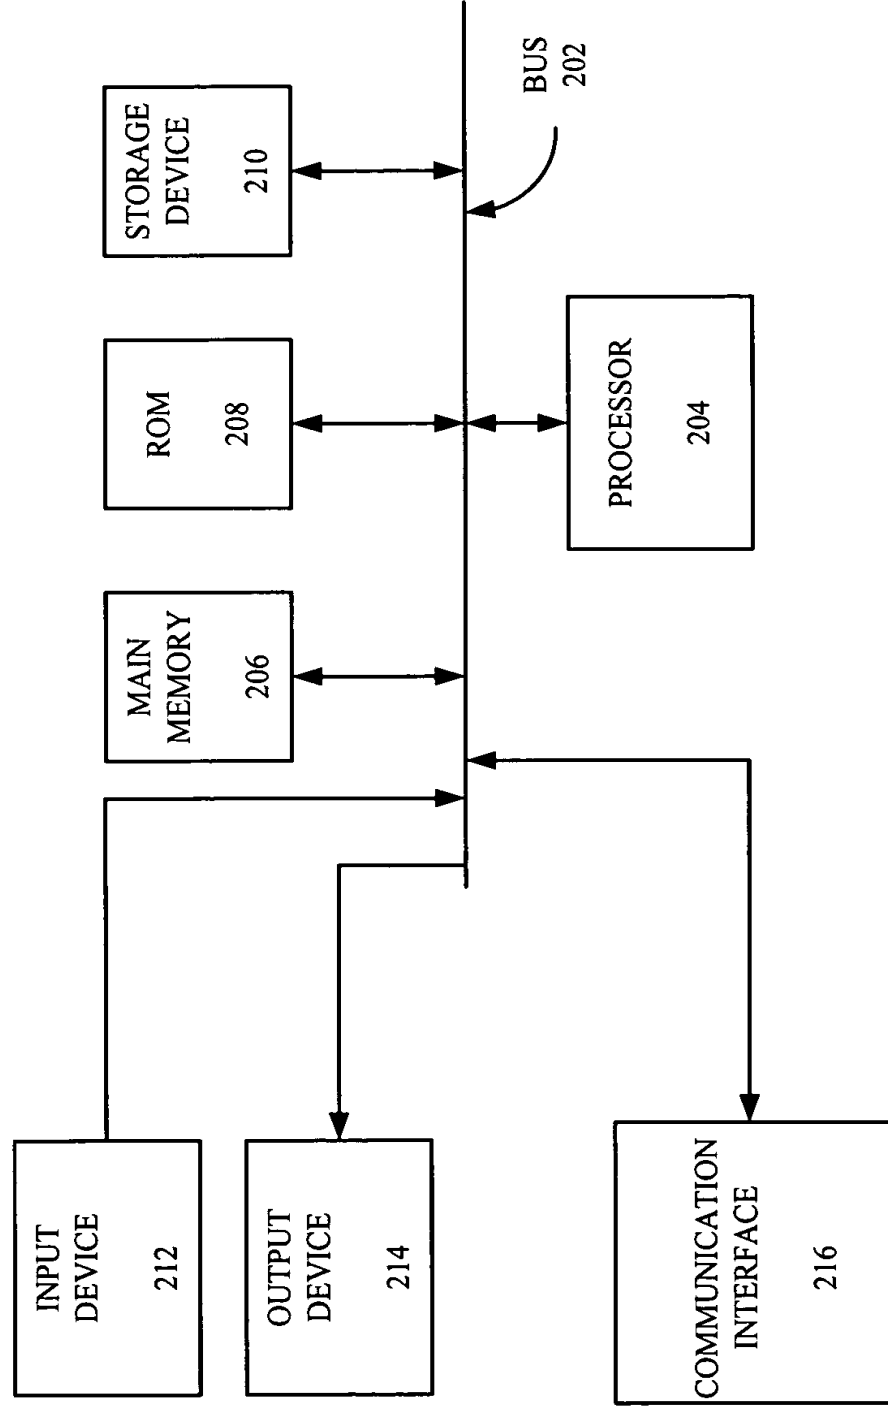 INPUT
DEVICE
212
OUTPUT
DEVICE
214
COMMUNICATION
INTERFACE
216
MAIN
MEMORY
206
ROM
208
STORAGE
DEVICE
210
PROCESSOR
204
BUS
202